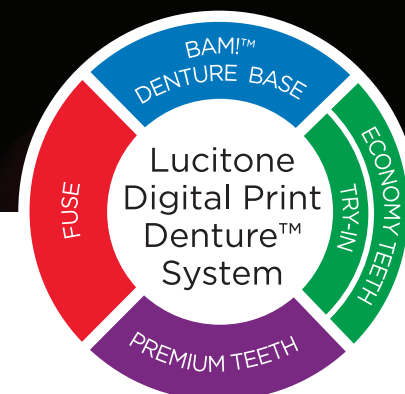 BAM!™
DENTURE BASE
ECONOMY TEETH
TRY-IN
FUSE
Lucitone
Digital Print
Denture™
System
PREMIUM TEETH